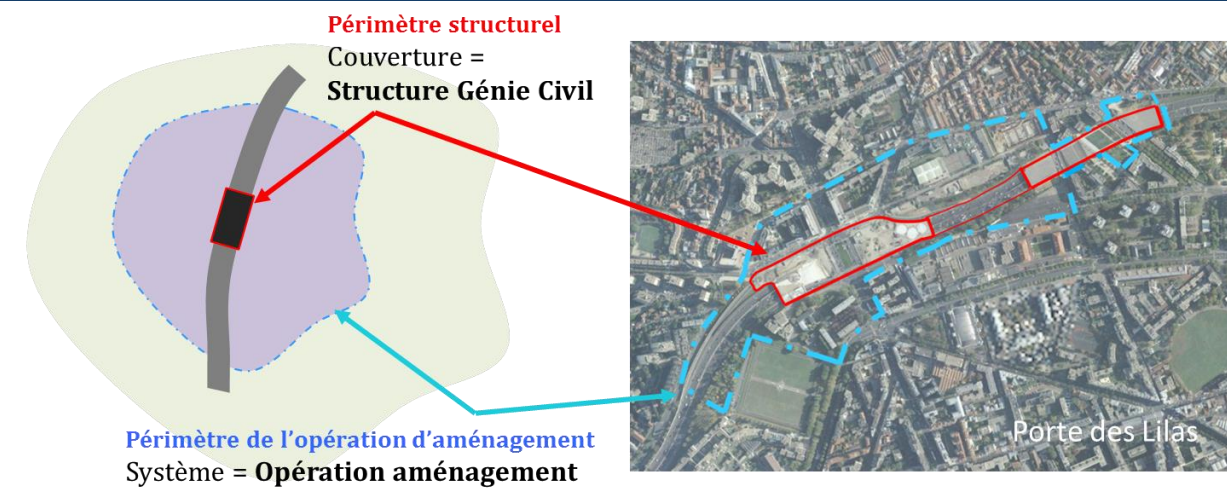 Périmètre structurel
Couverture =
Structure Génie Civil
Porte des Lilas
Périmètre de l’opération d’aménagement
Système = Opération aménagement